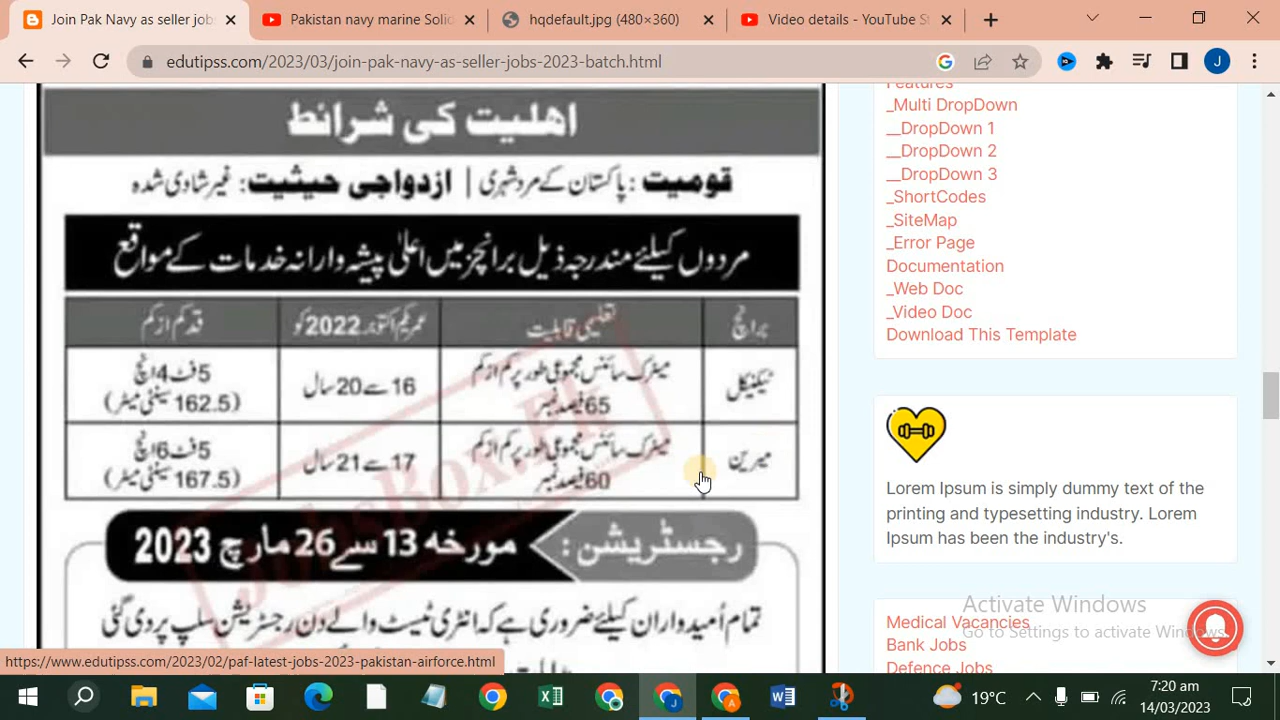 Join Pak Navy as seller jobs
Pakistan navy marine Solid
hqdefault.jpg (480×360)
Video details - YouTube St
edutipss.com/2023/03/join-pak-navy-as-seller-jobs-2023-batch.html
J
اھلیت کی شرائط
قومیت : پاکستان کے مرد شہری | ازدواجی حیثیت: غیر شادی شدہ
مردوں کیلئے مندرجہ ذیل برانچز میں اعلیٰ پیشہ وارانہ خدمات کے مواقع
برانچ تعلیمی قابلیت عمر یکم اکتوبر 2022 کو قد کم از کم
ٹیکنیکل میٹرک سائنس مجموعی طور پر کم از کم 65 فیصد نمبر 16 سے 20 سال 5 فٹ 4 انچ (162.5 سینٹی میٹر)
میرین میٹرک سائنس مجموعی طور پر کم از کم 60 فیصد نمبر 17 سے 21 سال 5 فٹ 6 انچ (167.5 سینٹی میٹر)
JobsBox.Pk
رجسٹریشن: مورخہ 13 سے 26 مارچ 2023
تمام اُمیدواران کیلئے ضروری ہے کہ انٹری ٹیسٹ والے دن رجسٹریشن سلپ پر دی گئی
Features
_Multi DropDown
__DropDown 1
__DropDown 2
__DropDown 3
_ShortCodes
_SiteMap
_Error Page
Documentation
_Web Doc
_Video Doc
Download This Template
Lorem Ipsum is simply dummy text of the
printing and typesetting industry. Lorem
Ipsum has been the industry's.
Medical Vacancies
Bank Jobs
Defence Jobs
Activate Windows
Go to Settings to activate Windows.
https://www.edutipss.com/2023/02/paf-latest-jobs-2023-pakistan-airforce.html
19°C
7:20 am
14/03/2023